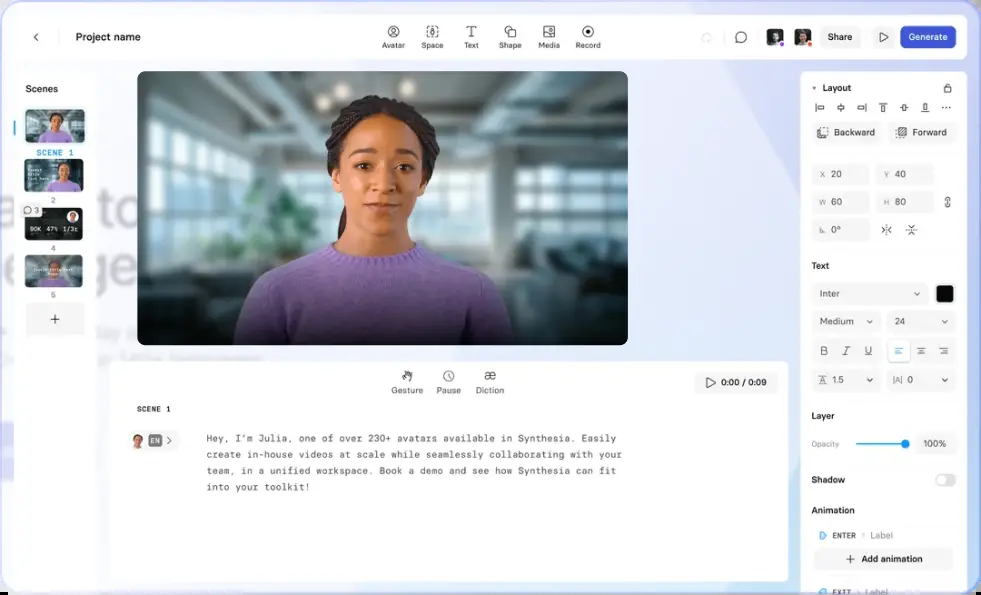 Project name
Avatar
Space
Text
Shape
Media
Record
Share
Generate
Scenes
SCENE 1
2
3
BOK 47% 1/3
4
5
+
Gesture
Pause
æ
Diction
0:00 / 0:09
SCENE 1
EN
Hey, I'm Julia, one of over 230+ avatars available in Synthesia. Easily
create in-house videos at scale while seamlessly collaborating with your
team, in a unified workspace. Book a demo and see how Synthesia can fit
into your toolkit!
Layout
Backward
Forward
X 20
Y 40
W 60
H 80
0°
Text
Inter
Medium
24
B I U
A 1.5
|A| 0
Layer
Opacity
100%
Shadow
Animation
ENTER
Label
+ Add animation
EXIT
Label